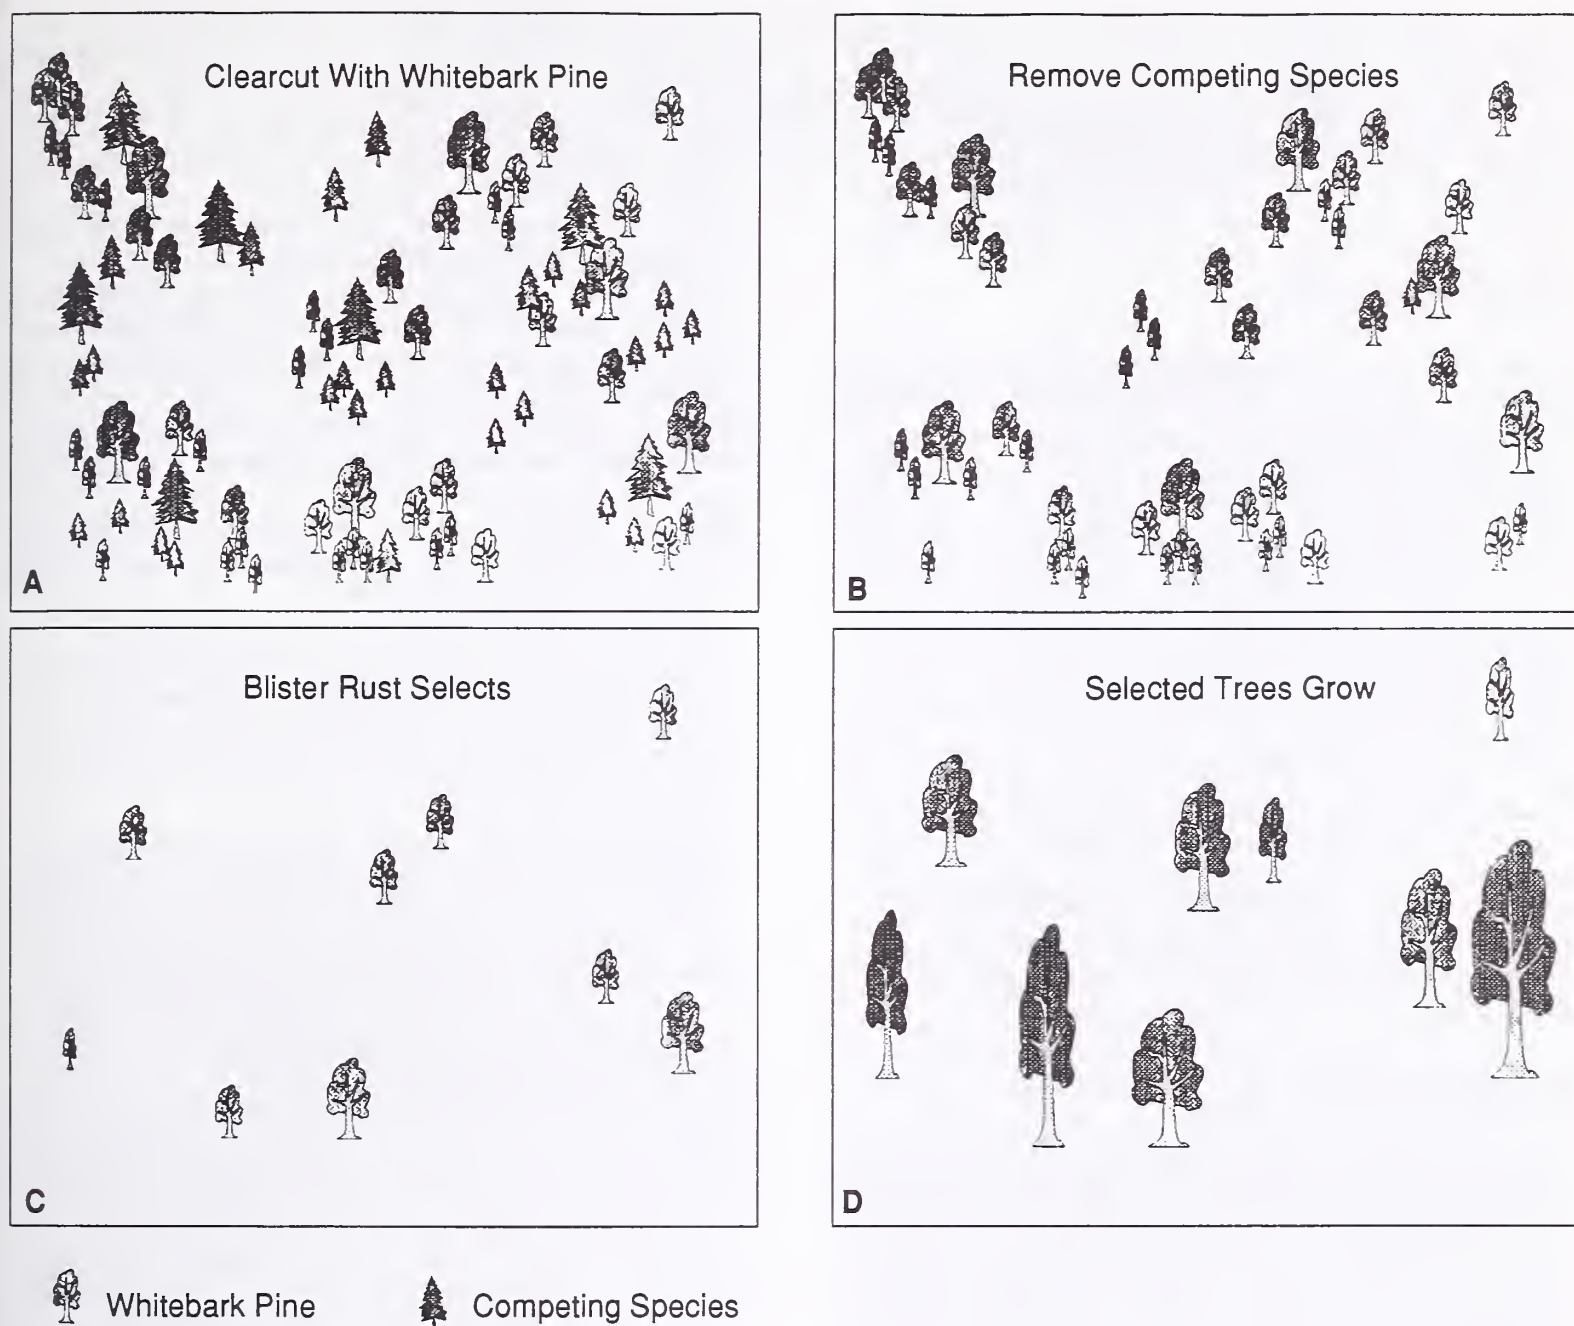 Clearcut With Whitebark Pine
A
Remove Competing Species
B
Blister Rust Selects
C
Selected Trees Grow
D
Whitebark Pine
Competing Species